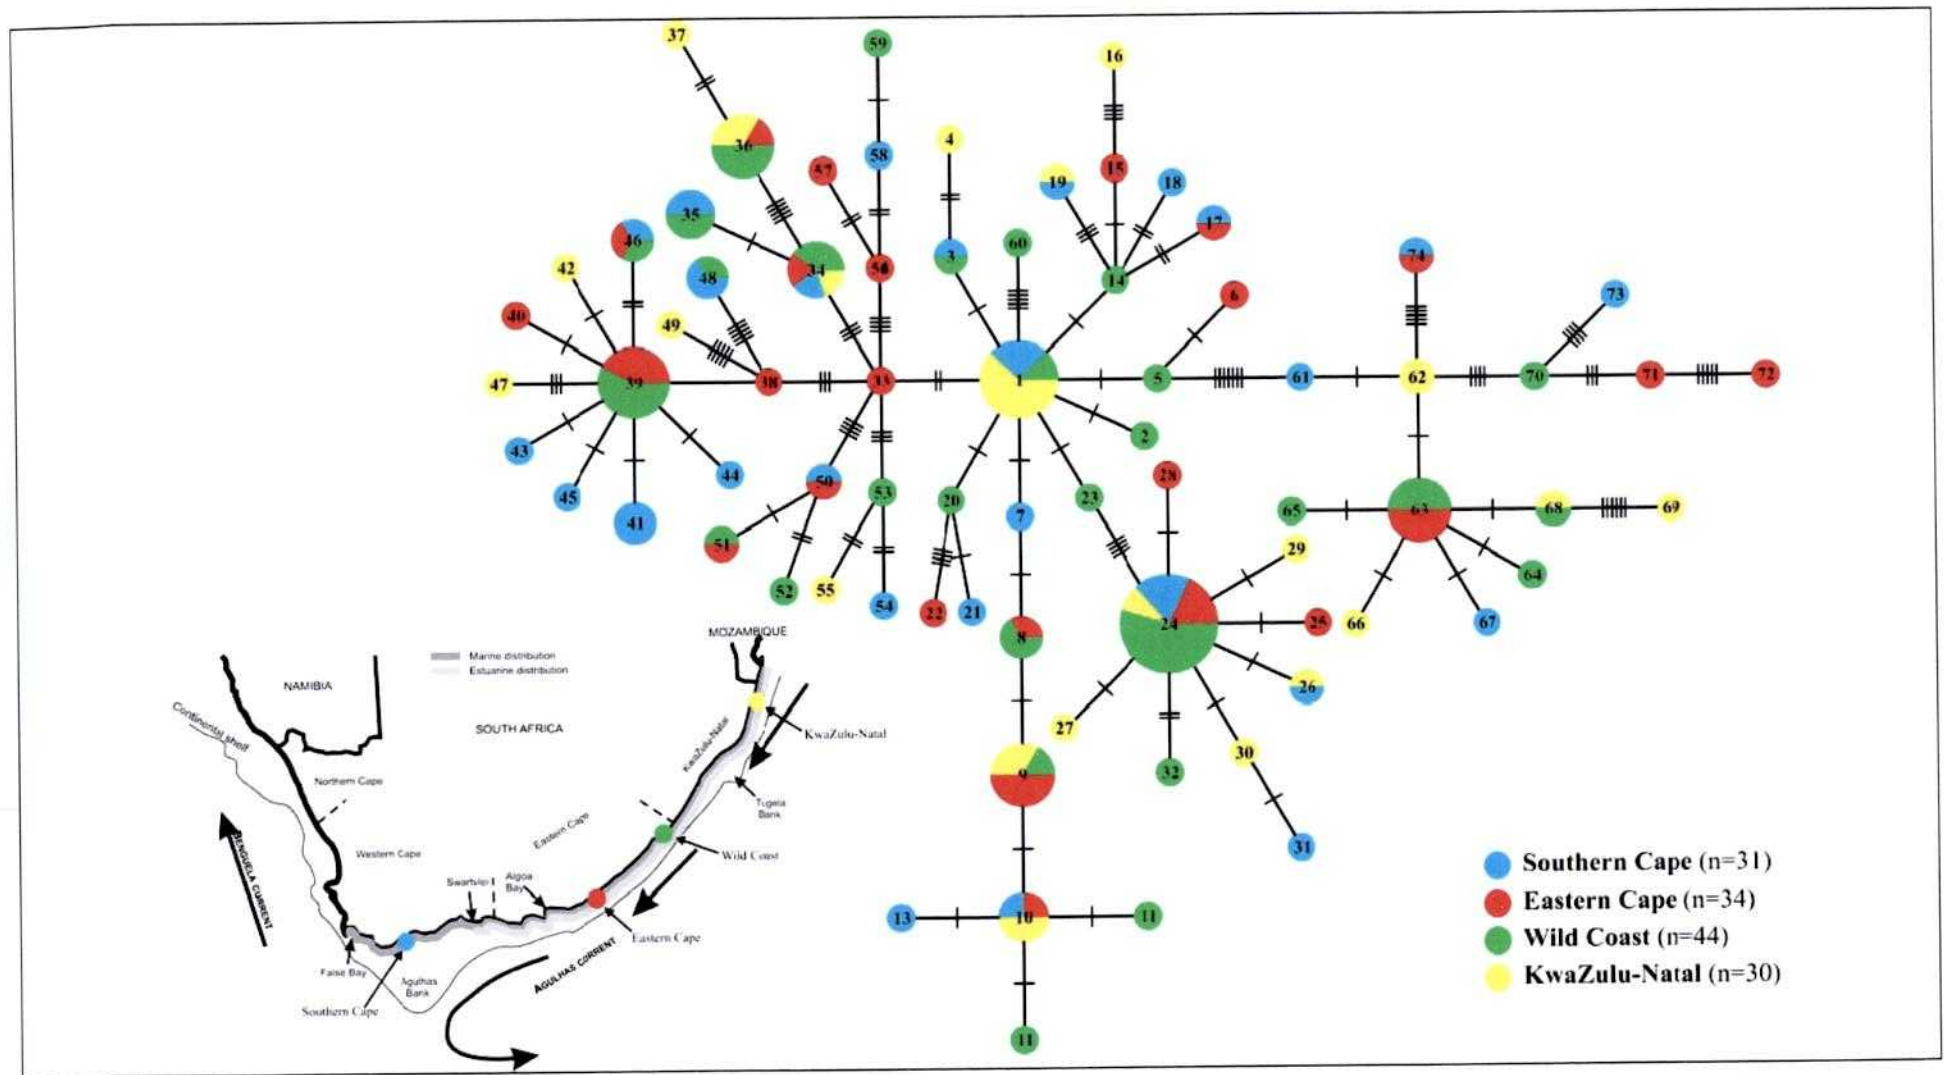 37
59
16
4
36
57
58
15
19
18
35
17
46
3
60
74
42
34
56
14
48
6
73
40
49
47
39
38
33
1
5
61
62
70
71
72
2
43
44
28
45
50
53
20
23
7
65
63
68
69
41
51
29
52
55
54
22
21
24
25
66
67
64
8
26
27
30
32
9
31
13
10
11
11
MOZAMBIQUE
Marine distribution
Estuarine distribution
NAMIBIA
SOUTH AFRICA
Continental shelf
KwaZulu-Natal
KwaZulu-Natal
Northern Cape
Tugela
Bank
Eastern Cape
Western Cape
Wild Coast
BENGUELA CURRENT
Swartvlei
Algoa
Bay
Eastern Cape
False Bay
Agulhas
Bank
AGULHAS CURRENT
Southern Cape
Southern Cape (n=31)
Eastern Cape (n=34)
Wild Coast (n=44)
KwaZulu-Natal (n=30)